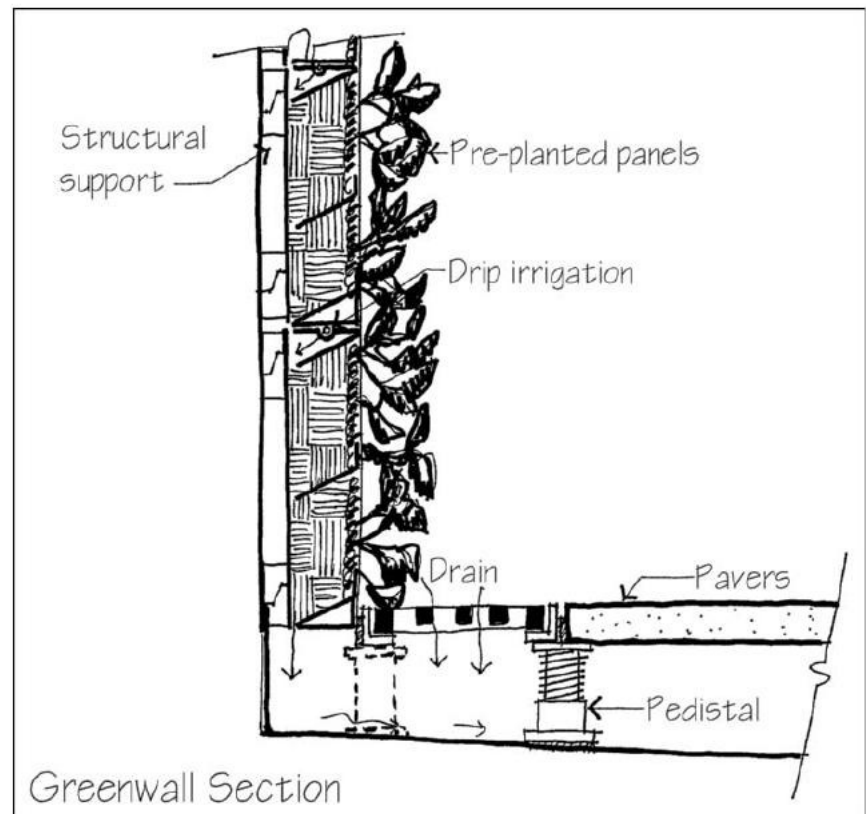 Structural
support
Pre-planted panels
Drip irrigation
Drain
Pavers
Pedistal
Greenwall Section